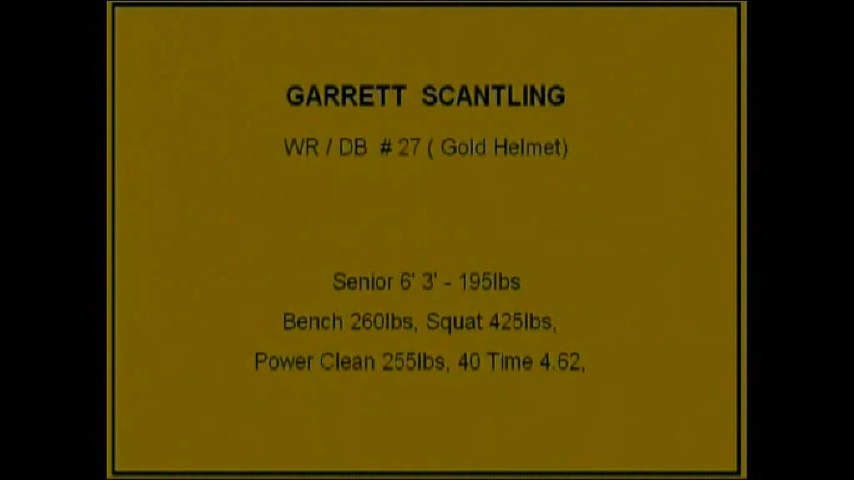 GARRETT SCANTLING
WR / DB # 27 ( Gold Helmet)
Senior 6' 3' - 195lbs
Bench 260lbs, Squat 425lbs,
Power Clean 255lbs, 40 Time 4.62,